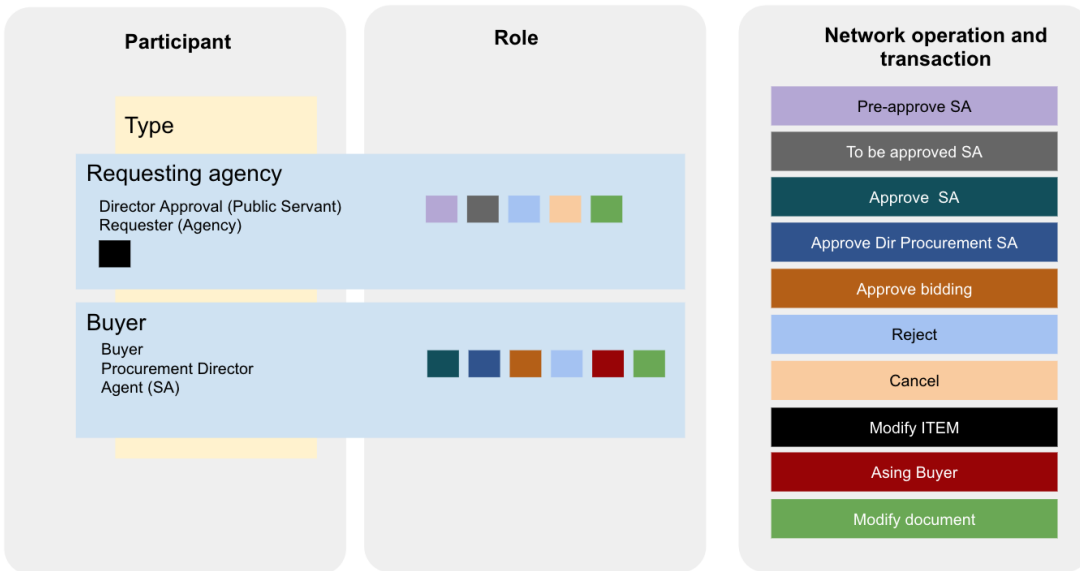 Participant
Role
Network operation and
transaction
Type
Requesting agency
Director Approval (Public Servant)
Requester (Agency)
Buyer
Buyer
Procurement Director
Agent (SA)
Pre-approve SA
To be approved SA
Approve  SA
Approve Dir Procurement SA
Approve bidding
Reject
Cancel
Modify ITEM
Asing Buyer
Modify document